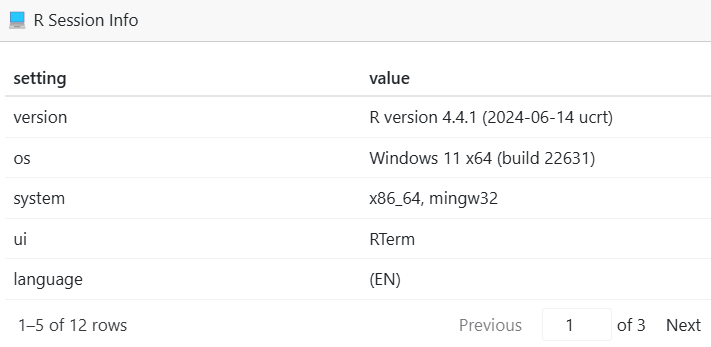 R Session Info
setting value
version R version 4.4.1 (2024-06-14 ucrt)
os Windows 11 x64 (build 22631)
system x86_64, mingw32
ui RTerm
language (EN)
1–5 of 12 rows Previous 1 of 3 Next